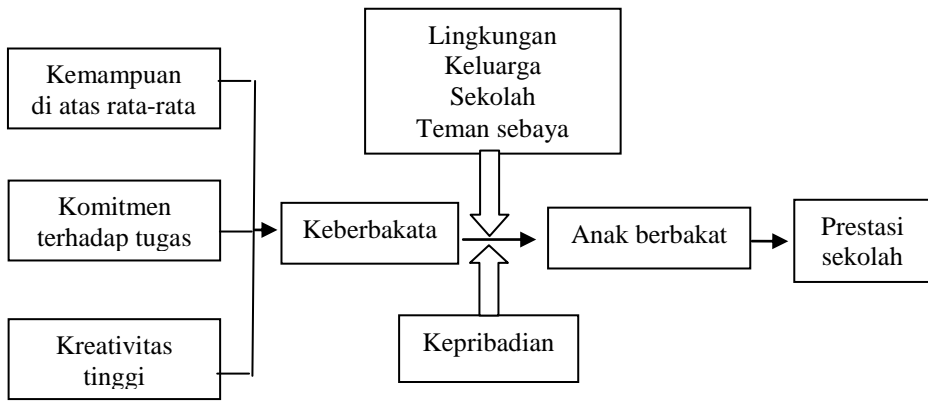 Kemampuan
di atas rata-rata
Komitmen
terhadap tugas
Kreativitas
tinggi
Keberbakata
Lingkungan
Keluarga
Sekolah
Teman sebaya
Kepribadian
Anak berbakat
Prestasi
sekolah